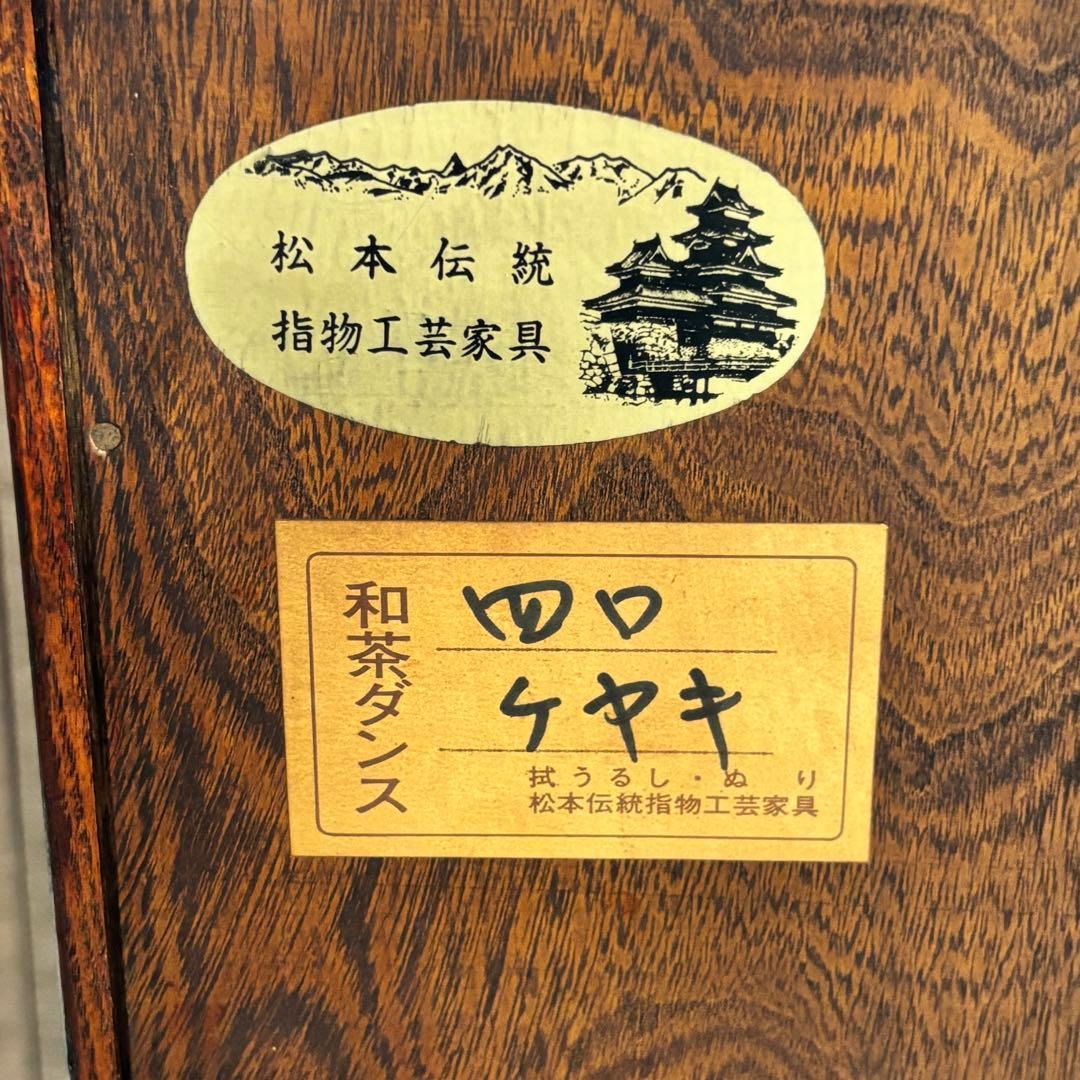 松本伝統
指物工芸家具
和茶ダンス
四口
ケヤキ
拭うるし・ぬり
松本伝統指物工芸家具